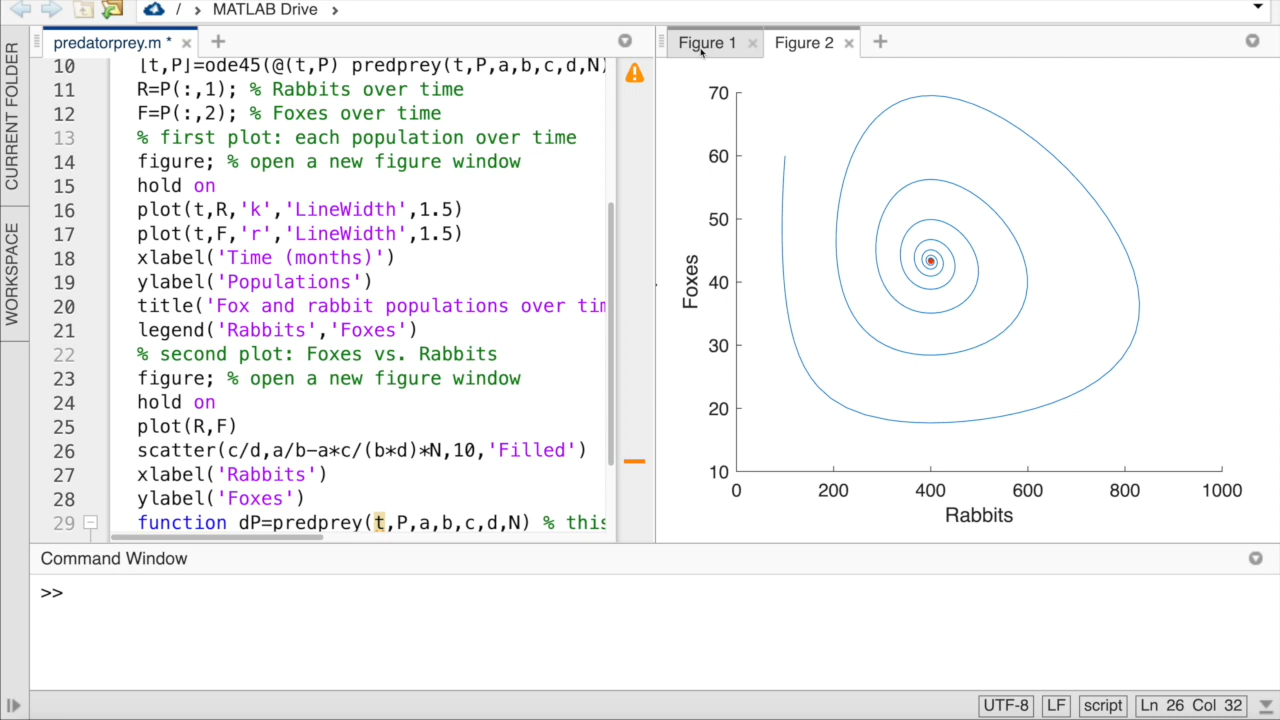 / › MATLAB Drive ›
CURRENT FOLDER
WORKSPACE
predatorprey.m * × +
10 [t,P]=ode45(@(t,P) predprey(t,P,a,b,c,d,N)
11 R=P(:,1); % Rabbits over time
12 F=P(:,2); % Foxes over time
13 % first plot: each population over time
14 figure; % open a new figure window
15 hold on
16 plot(t,R,'k','LineWidth',1.5)
17 plot(t,F,'r','LineWidth',1.5)
18 xlabel('Time (months)')
19 ylabel('Populations')
20 title('Fox and rabbit populations over tim
21 legend('Rabbits','Foxes')
22 % second plot: Foxes vs. Rabbits
23 figure; % open a new figure window
24 hold on
25 plot(R,F)
26 scatter(c/d,a/b-a*c/(b*d)*N,10,'Filled')
27 xlabel('Rabbits')
28 ylabel('Foxes')
29 function dP=predprey(t,P,a,b,c,d,N) % this
Figure 1 × Figure 2 × +
70
60
50
40
30
20
10
Foxes
0 200 400 600 800 1000
Rabbits
Command Window
>>
UTF-8 LF script Ln 26 Col 32